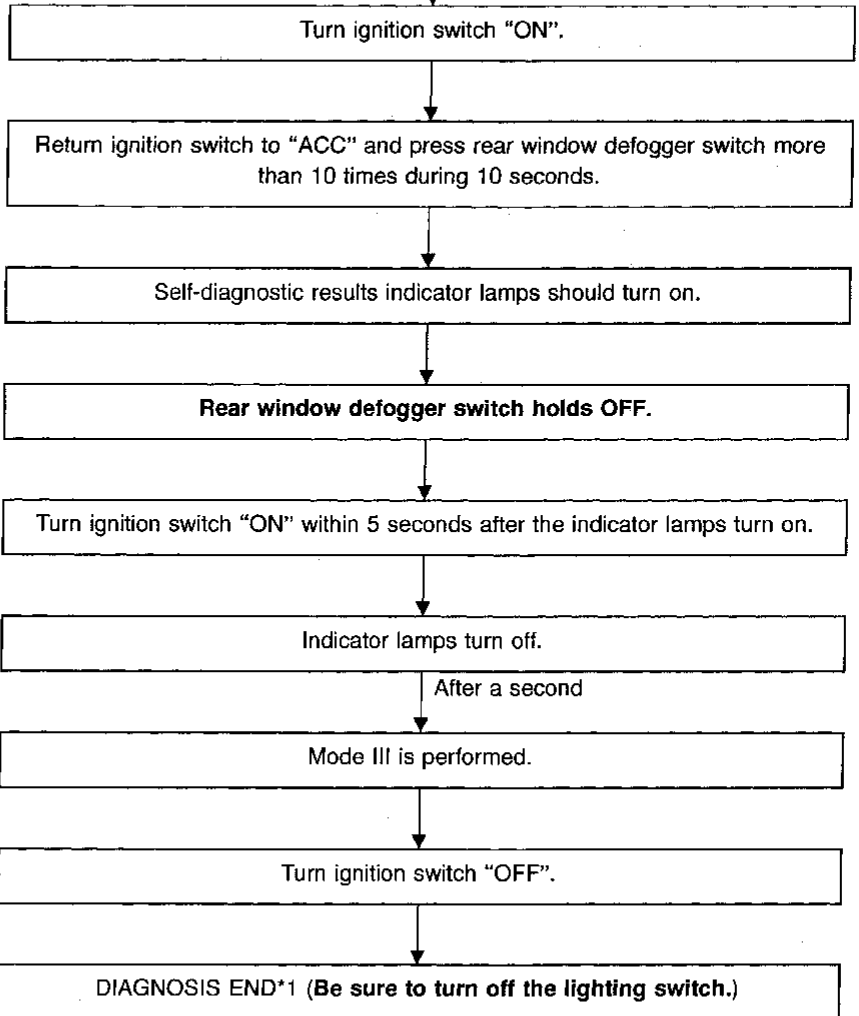 Turn ignition switch “ON”.
Return ignition switch to “ACC” and press rear window defogger switch more
than 10 times during 10 seconds.
Self-diagnostic results indicator lamps should turn on.
Rear window defogger switch holds OFF.
Turn ignition switch “ON” within 5 seconds after the indicator lamps turn on.
Indicator lamps turn off.
After a second
Mode III is performed.
Turn ignition switch “OFF”.
DIAGNOSIS END*1 (Be sure to turn off the lighting switch.)